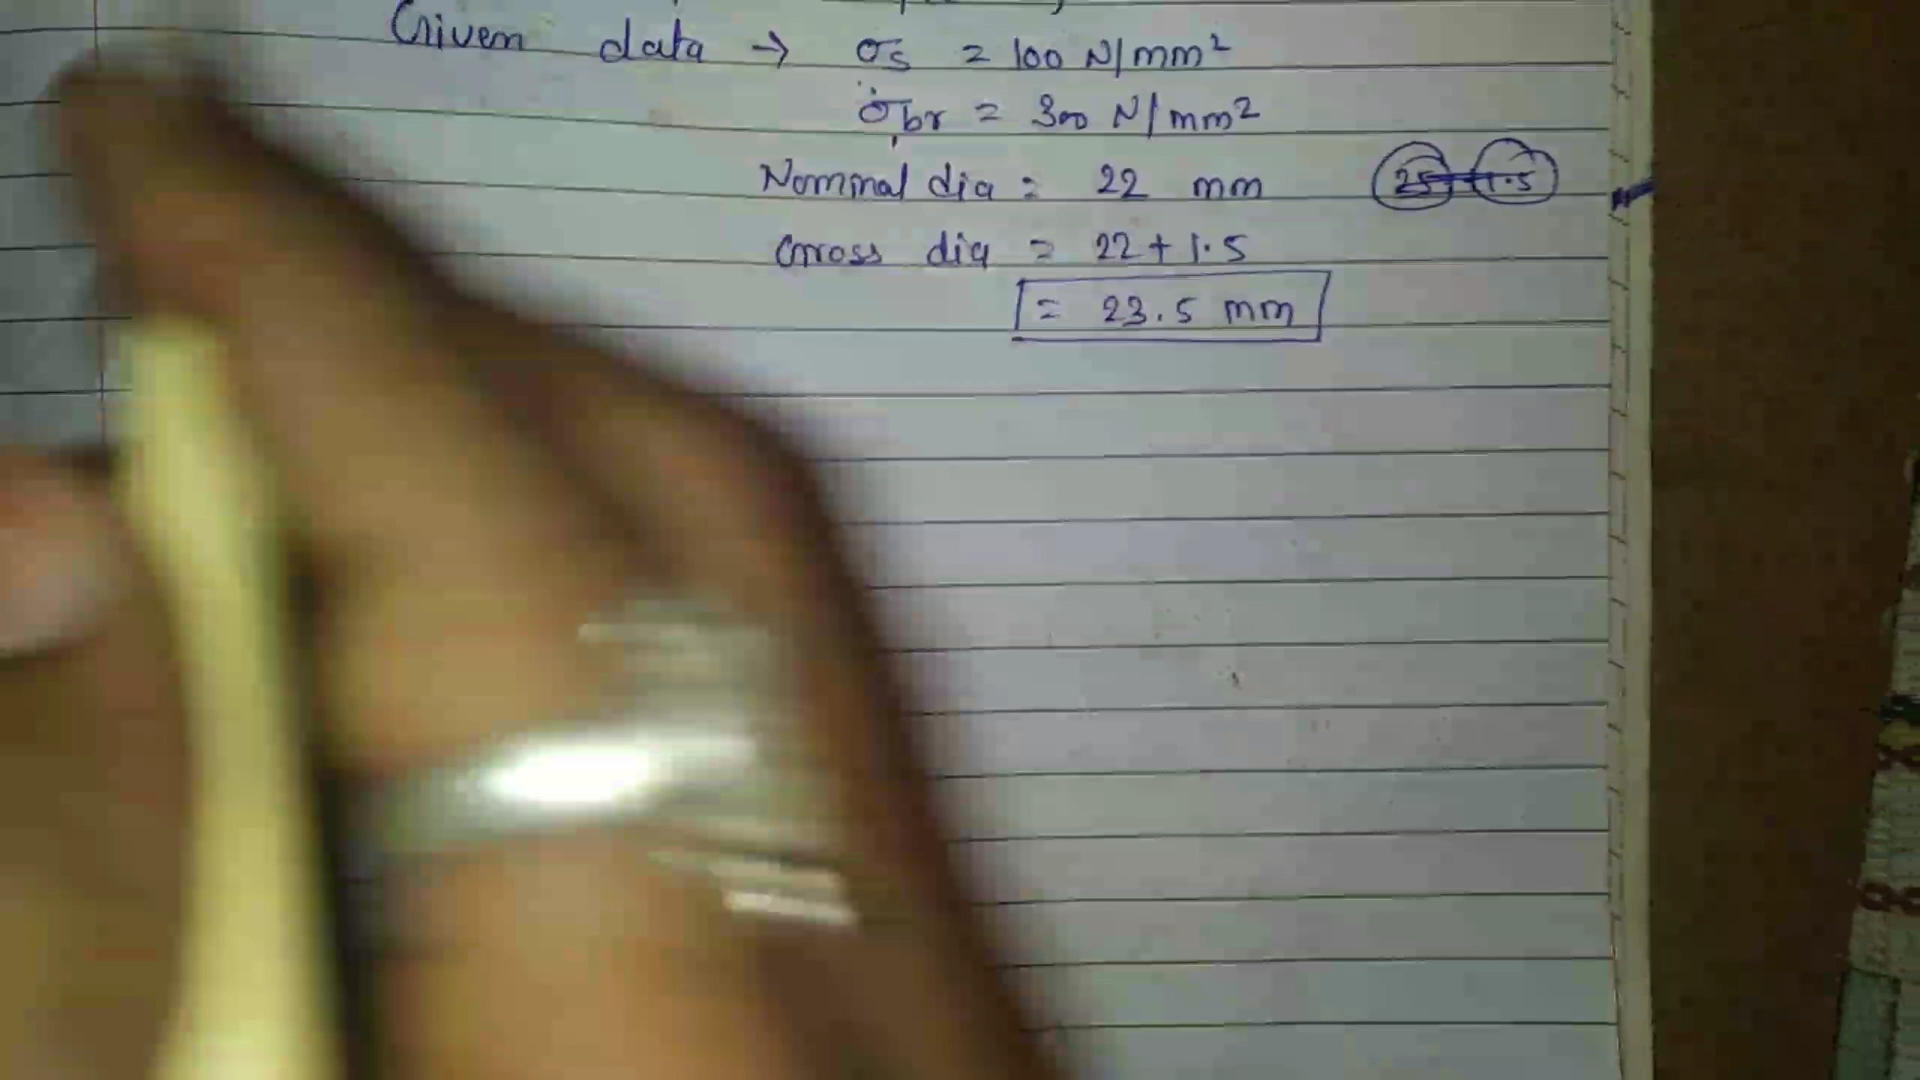 Given data → σs = 100 N/mm²
σbr = 300 N/mm²
Nominal dia = 22 mm
Gross dia = 22 + 1.5
= 23.5 mm